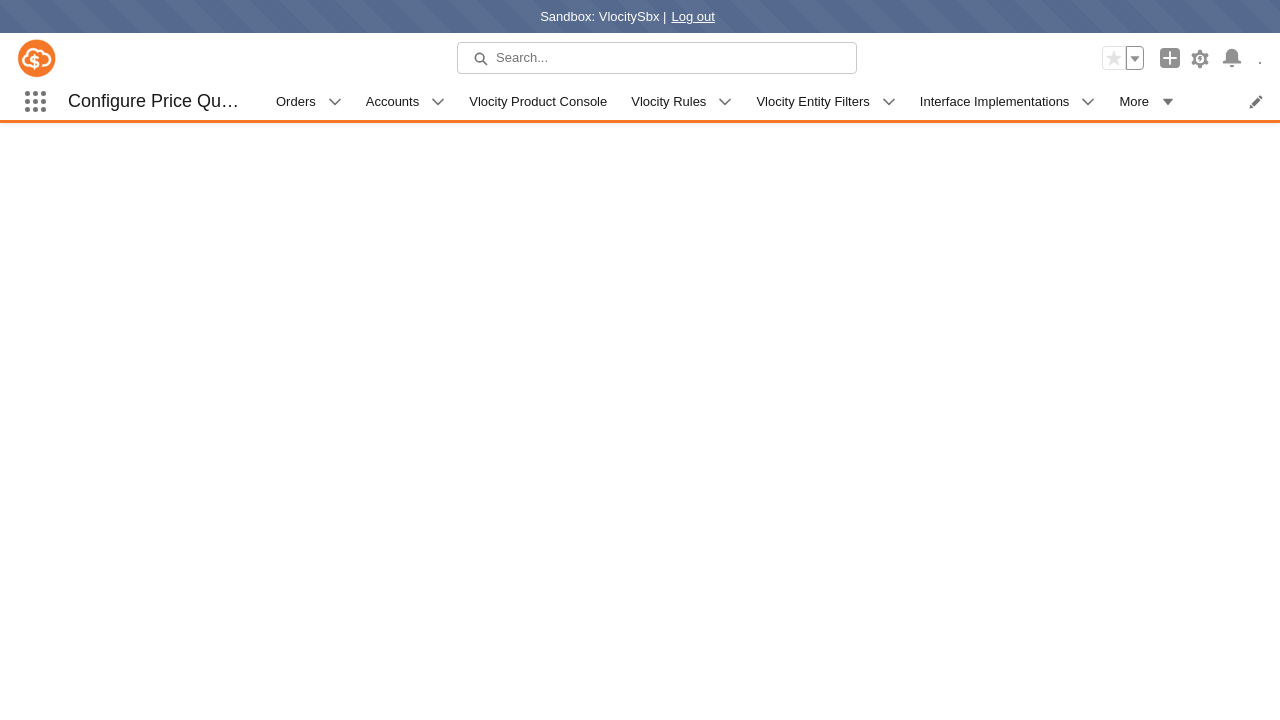 Sandbox: VlocitySbx | Log out
Search...
Configure Price Qu…
Orders
Accounts
Vlocity Product Console
Vlocity Rules
Vlocity Entity Filters
Interface Implementations
More